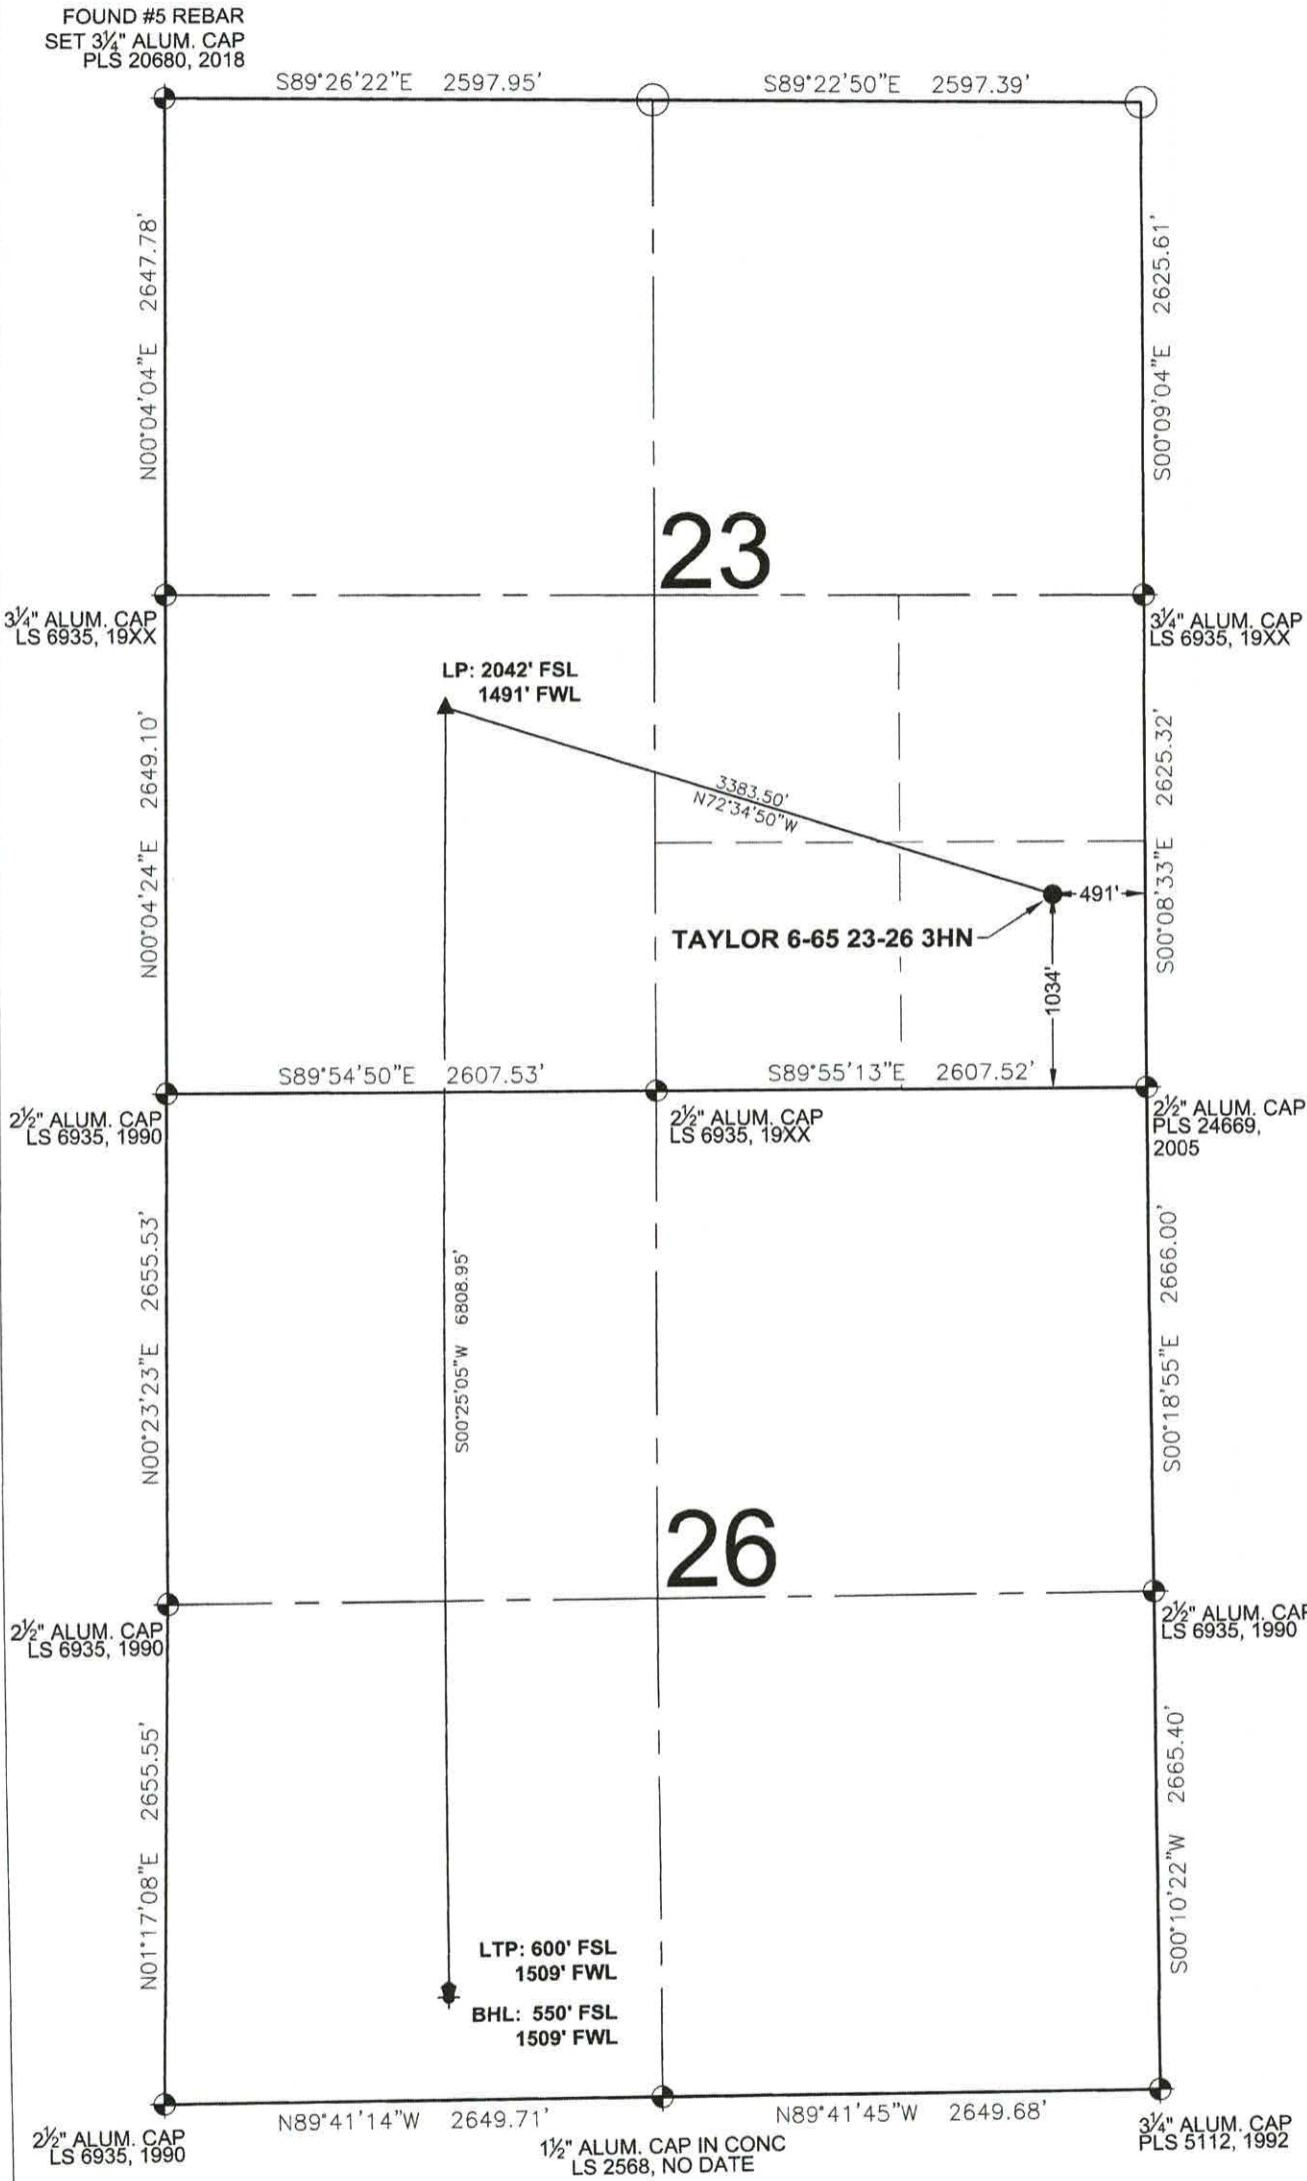 FOUND #5 REBAR
SET 3¼" ALUM. CAP
PLS 20680, 2018
S89°26'22"E 2597.95'
S89°22'50"E 2597.39'
N00°04'04"E 2647.78'
S00°09'04"E 2625.61'
23
3¼" ALUM. CAP
LS 6935, 19XX
3¼" ALUM. CAP
LS 6935, 19XX
LP: 2042' FSL
1491' FWL
N00°04'24"E 2649.10'
3383.50'
N72°34'50"W
S00°08'33"E 2625.32'
491'
TAYLOR 6-65 23-26 3HN
1034'
S89°54'50"E 2607.53'
S89°55'13"E 2607.52'
2½" ALUM. CAP
LS 6935, 1990
2½" ALUM. CAP
LS 6935, 19XX
2½" ALUM. CAP
PLS 24669,
2005
N00°23'23"E 2655.53'
S00°25'05"W 6808.95'
S00°18'55"E 2666.00'
26
2½" ALUM. CAP
LS 6935, 1990
2½" ALUM. CAP
LS 6935, 1990
N01°17'08"E 2655.55'
S00°10'22"W 2665.40'
LTP: 600' FSL
1509' FWL
BHL: 550' FSL
1509' FWL
N89°41'14"W 2649.71'
N89°41'45"W 2649.68'
2½" ALUM. CAP
LS 6935, 1990
1½" ALUM. CAP IN CONC
LS 2568, NO DATE
3¼" ALUM. CAP
PLS 5112, 1992